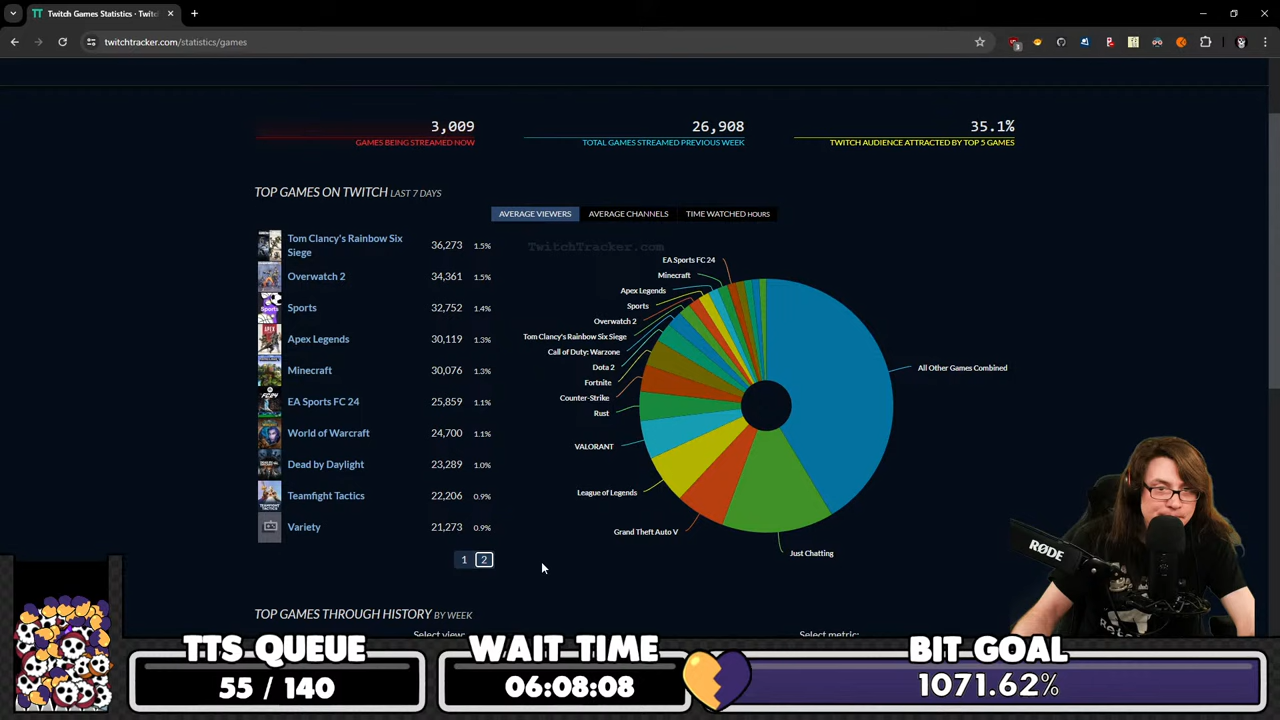 Twitch Games Statistics · Twitc
twitchtracker.com/statistics/games
3,009
GAMES BEING STREAMED NOW
26,908
TOTAL GAMES STREAMED PREVIOUS WEEK
35.1%
TWITCH AUDIENCE ATTRACTED BY TOP 5 GAMES
TOP GAMES ON TWITCH LAST 7 DAYS
AVERAGE VIEWERS AVERAGE CHANNELS TIME WATCHED HOURS
Tom Clancy's Rainbow Six
Siege
36,273 1.5%
Overwatch 2 34,361 1.5%
Sports 32,752 1.4%
Apex Legends 30,119 1.3%
Minecraft 30,076 1.3%
EA Sports FC 24 25,859 1.1%
World of Warcraft 24,700 1.1%
Dead by Daylight 23,289 1.0%
Teamfight Tactics 22,206 0.9%
Variety 21,273 0.9%
1 2
TwitchTracker.com
EA Sports FC 24
Minecraft
Apex Legends
Sports
Overwatch 2
Tom Clancy's Rainbow Six Siege
Call of Duty: Warzone
Dota 2
Fortnite
Counter-Strike
Rust
VALORANT
League of Legends
Grand Theft Auto V
Just Chatting
All Other Games Combined
TOP GAMES THROUGH HISTORY BY WEEK
Select view:
Select metric:
RØDE
TTS QUEUE
55 / 140
WAIT TIME
06:08:08
BIT GOAL
1071.62%